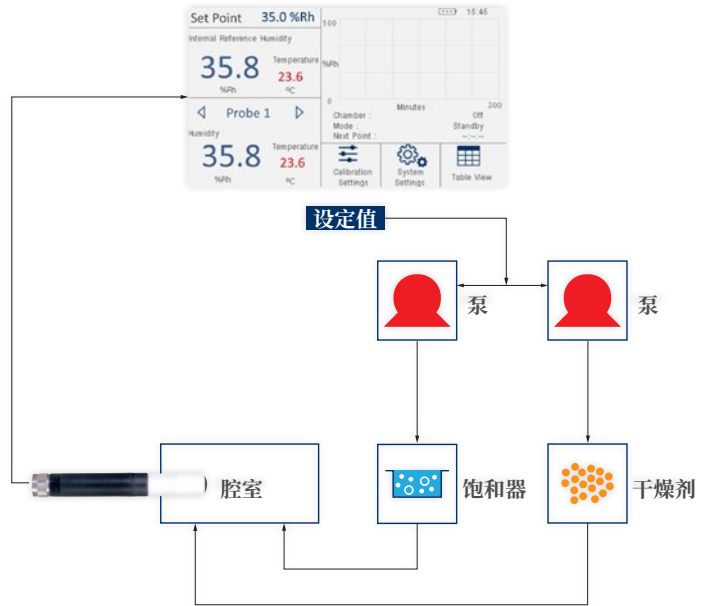 Set Point 35.0 %Rh
Internal Reference Humidity
35.8
%Rh
Temperature
23.6
°C
Probe 1
Humidity
35.8
%Rh
Temperature
23.6
°C
15:45
100
%Rh
0
Minutes
200
Chamber : Off
Mode : Standby
Next Point : --:--:--
Calibration
Settings
System
Settings
Table View
设定值
泵
泵
腔室
饱和器
干燥剂